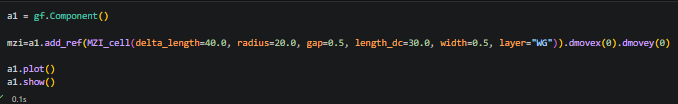 a1 = gf.Component()
mzi=a1.add_ref(MZI_cell(delta_length=40.0, radius=20.0, gap=0.5, length_dc=30.0, width=0.5, layer="WG")).dmovex(0).dmovey(0)
a1.plot()
a1.show()
0.1s